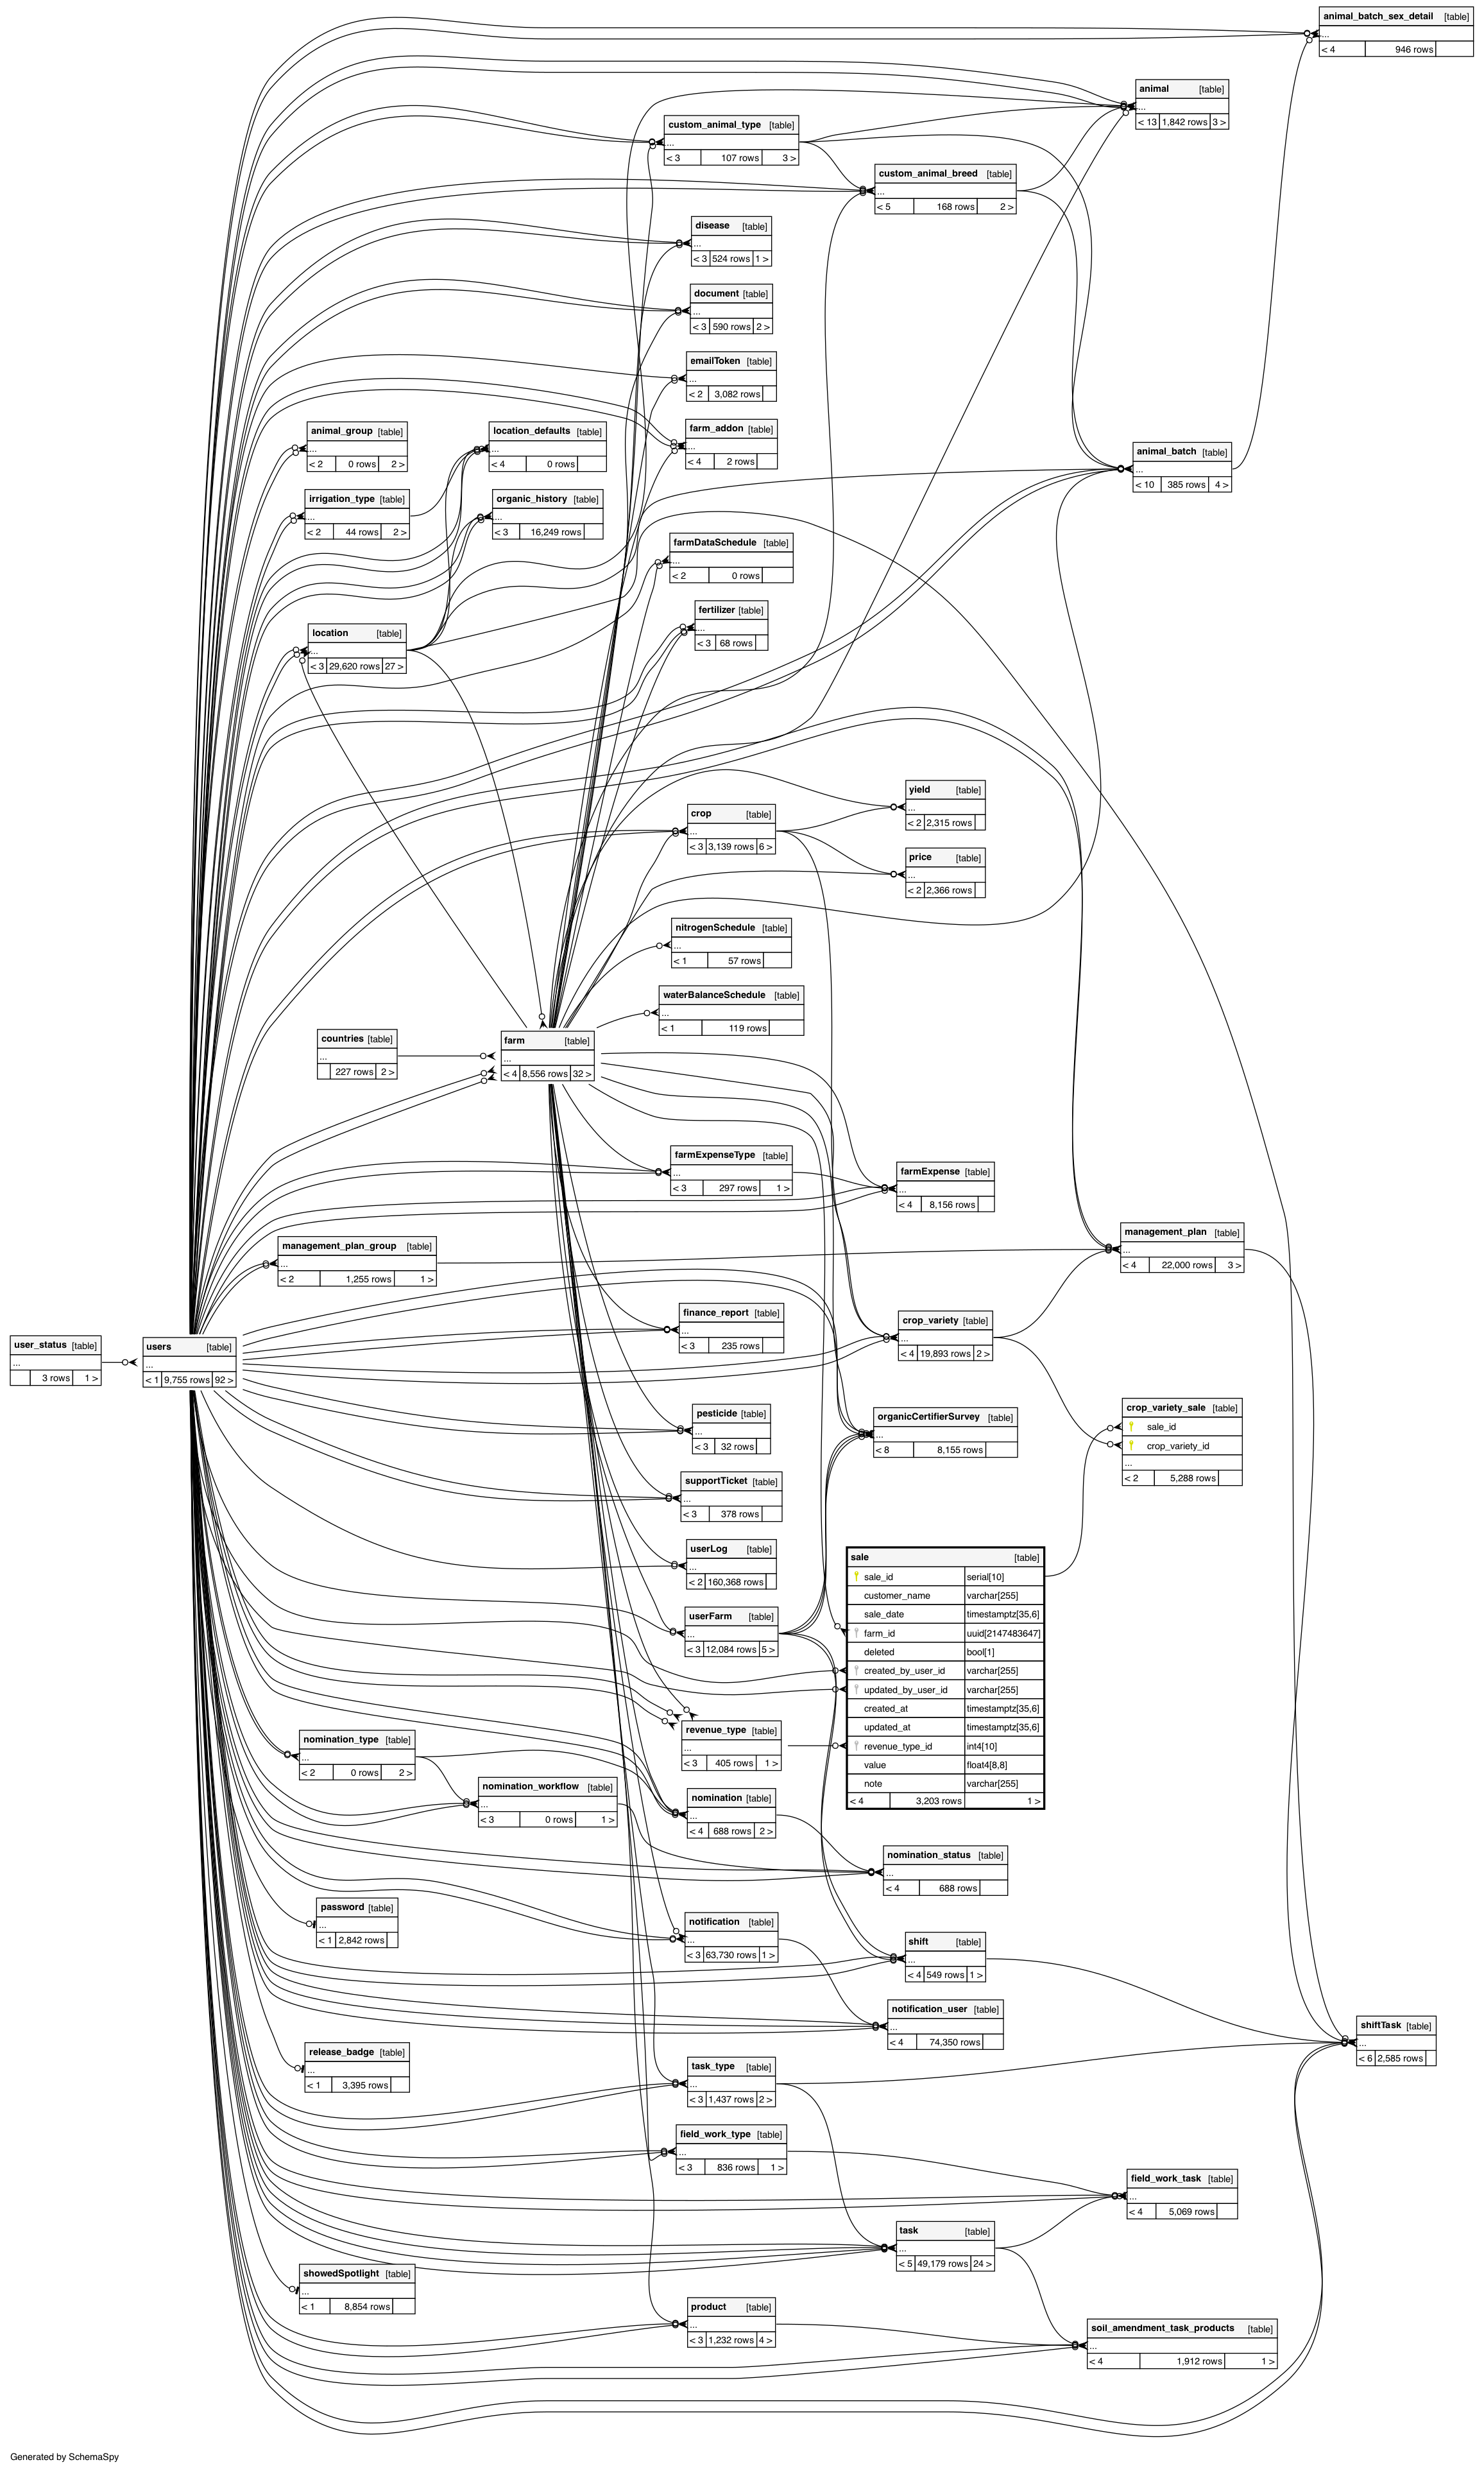 animal_batch_sex_detail [table]
...
< 4 946 rows
animal [table]
...
< 13 1,842 rows 3 >
custom_animal_type [table]
...
< 3 107 rows 3 >
custom_animal_breed [table]
...
< 5 168 rows 2 >
disease [table]
...
< 3 524 rows 1 >
document [table]
...
< 3 590 rows 2 >
emailToken [table]
...
< 2 3,082 rows
animal_group [table]
...
< 2 0 rows 2 >
location_defaults [table]
...
< 4 0 rows
farm_addon [table]
...
< 4 2 rows
animal_batch [table]
...
< 10 385 rows 4 >
irrigation_type [table]
...
< 2 44 rows 2 >
organic_history [table]
...
< 3 16,249 rows
farmDataSchedule [table]
...
< 2 0 rows
fertilizer [table]
...
< 3 68 rows
location [table]
...
< 3 29,620 rows 27 >
yield [table]
...
< 2 2,315 rows
crop [table]
...
< 3 3,139 rows 6 >
price [table]
...
< 2 2,366 rows
nitrogenSchedule [table]
...
< 1 57 rows
waterBalanceSchedule [table]
...
< 1 119 rows
countries [table]
...
227 rows 2 >
farm [table]
...
< 4 8,556 rows 32 >
farmExpenseType [table]
...
< 3 297 rows 1 >
farmExpense [table]
...
< 4 8,156 rows
management_plan [table]
...
< 4 22,000 rows 3 >
management_plan_group [table]
...
< 2 1,255 rows 1 >
finance_report [table]
...
< 3 235 rows
crop_variety [table]
...
< 4 19,893 rows 2 >
user_status [table]
...
3 rows 1 >
users [table]
...
< 1 9,755 rows 92 >
pesticide [table]
...
< 3 32 rows
organicCertifierSurvey [table]
...
< 8 8,155 rows
crop_variety_sale [table]
sale_id
crop_variety_id
...
< 2 5,288 rows
supportTicket [table]
...
< 3 378 rows
userLog [table]
...
< 2 160,368 rows
sale [table]
sale_id serial[10]
customer_name varchar[255]
sale_date timestamptz[35,6]
farm_id uuid[2147483647]
deleted bool[1]
created_by_user_id varchar[255]
updated_by_user_id varchar[255]
created_at timestamptz[35,6]
updated_at timestamptz[35,6]
revenue_type_id int4[10]
value float4[8,8]
note varchar[255]
< 4 3,203 rows 1 >
userFarm [table]
...
< 3 12,084 rows 5 >
revenue_type [table]
...
< 3 405 rows 1 >
nomination_type [table]
...
< 2 0 rows 2 >
nomination_workflow [table]
...
< 3 0 rows 1 >
nomination [table]
...
< 4 688 rows 2 >
nomination_status [table]
...
< 4 688 rows
password [table]
...
< 1 2,842 rows
notification [table]
...
< 3 63,730 rows 1 >
shift [table]
...
< 4 549 rows 1 >
notification_user [table]
...
< 4 74,350 rows
shiftTask [table]
...
< 6 2,585 rows
release_badge [table]
...
< 1 3,395 rows
task_type [table]
...
< 3 1,437 rows 2 >
field_work_type [table]
...
< 3 836 rows 1 >
field_work_task [table]
...
< 4 5,069 rows
task [table]
...
< 5 49,179 rows 24 >
showedSpotlight [table]
...
< 1 8,854 rows
product [table]
...
< 3 1,232 rows 4 >
soil_amendment_task_products [table]
...
< 4 1,912 rows 1 >
Generated by SchemaSpy